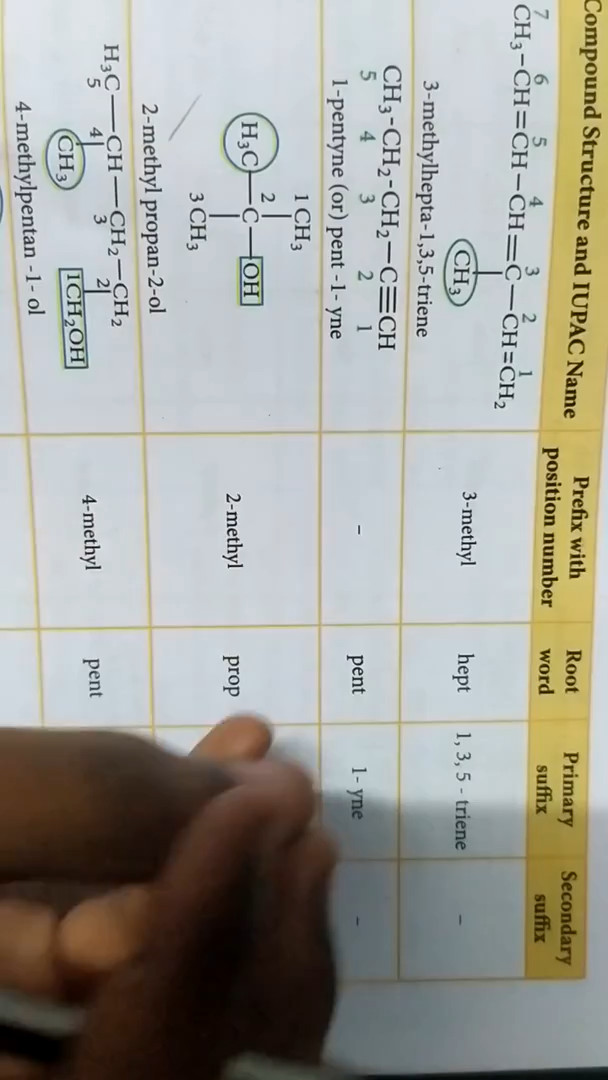 Compound Structure and IUPAC Name
Prefix with position number
Root word
Primary suffix
Secondary suffix
7 6 5 4 3 2 1
CH₃–CH=CH–CH=C–CH=CH₂
CH₃
3-methylhepta-1,3,5-triene
3-methyl
hept
1, 3, 5 - triene
-
CH₃-CH₂-CH₂–C≡CH
5 4 3 2 1
1-pentyne (or) pent -1- yne
-
pent
1- yne
-
1 CH₃
2
H₃C–C–OH
3 CH₃
2-methyl propan-2-ol
2-methyl
prop
H₃C–CH–CH₂–CH₂
5 4 3 2
CH₃ 1CH₂OH
4-methylpentan -1- ol
4-methyl
pent